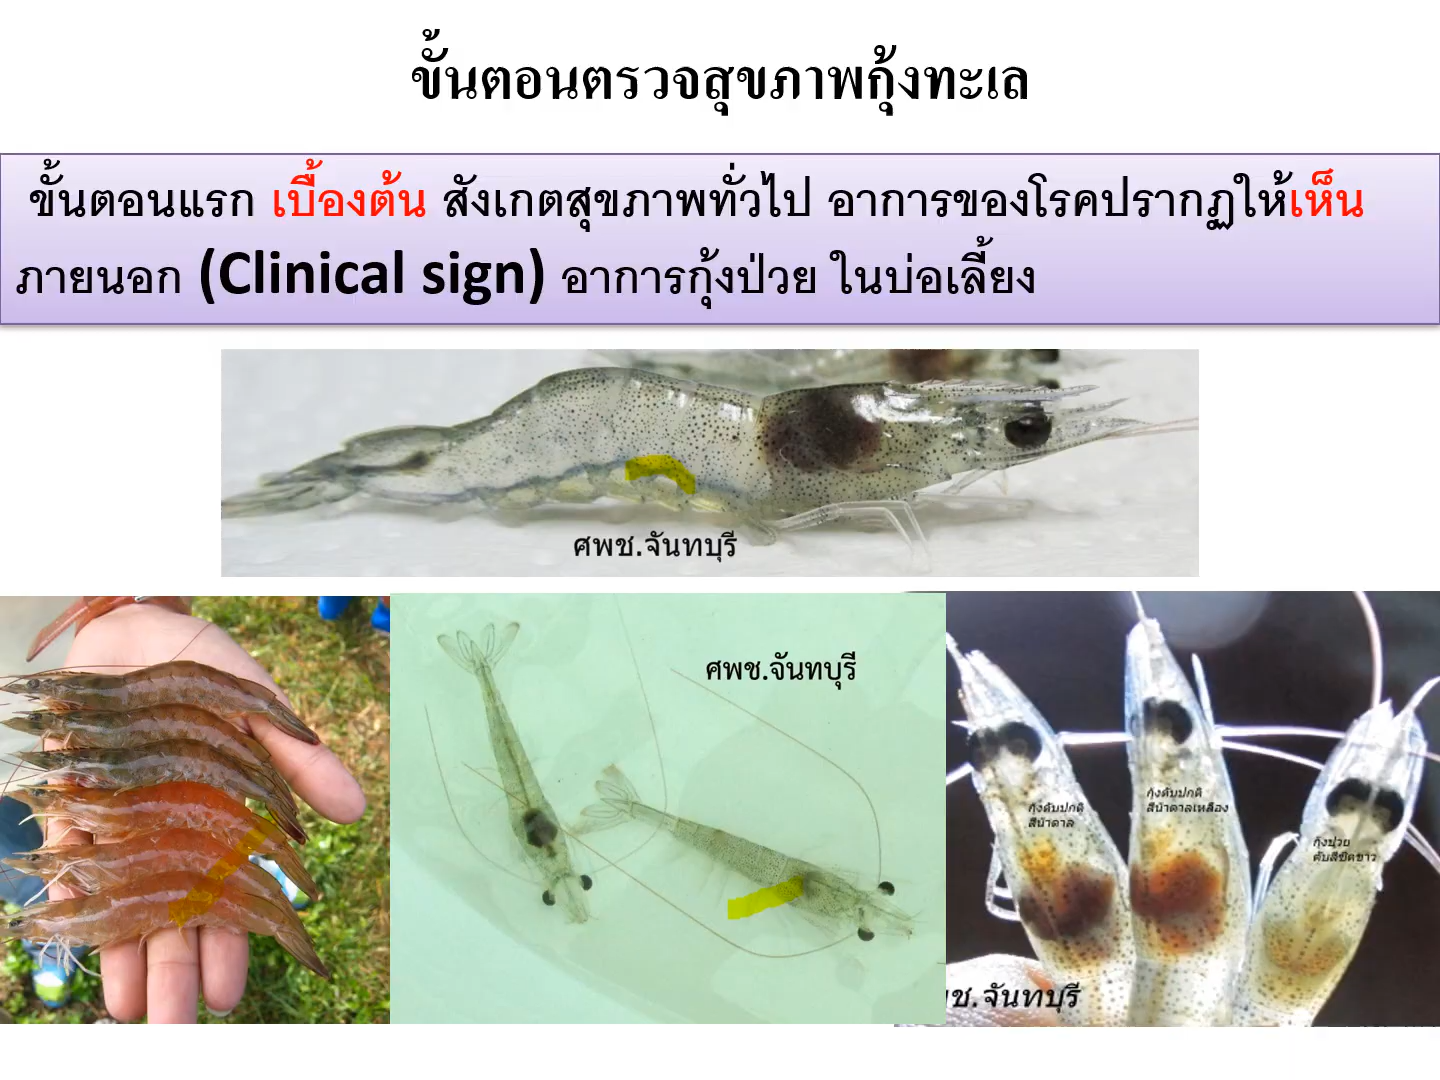 ขั้นตอนตรวจสุขภาพกุ้งทะเล
ขั้นตอนแรก เบื้องต้น สังเกตสุขภาพทั่วไป อาการของโรคปรากฏให้เห็น
ภายนอก (Clinical sign) อาการกุ้งป่วย ในบ่อเลี้ยง
ศพช.จันทบุรี
ศพช.จันทบุรี
กุ้งตับปกติ
สีน้ำตาล
กุ้งตับปกติ
สีน้ำตาลเหลือง
กุ้งป่วย
ตับสีซีดขาว
ช.จันทบุรี